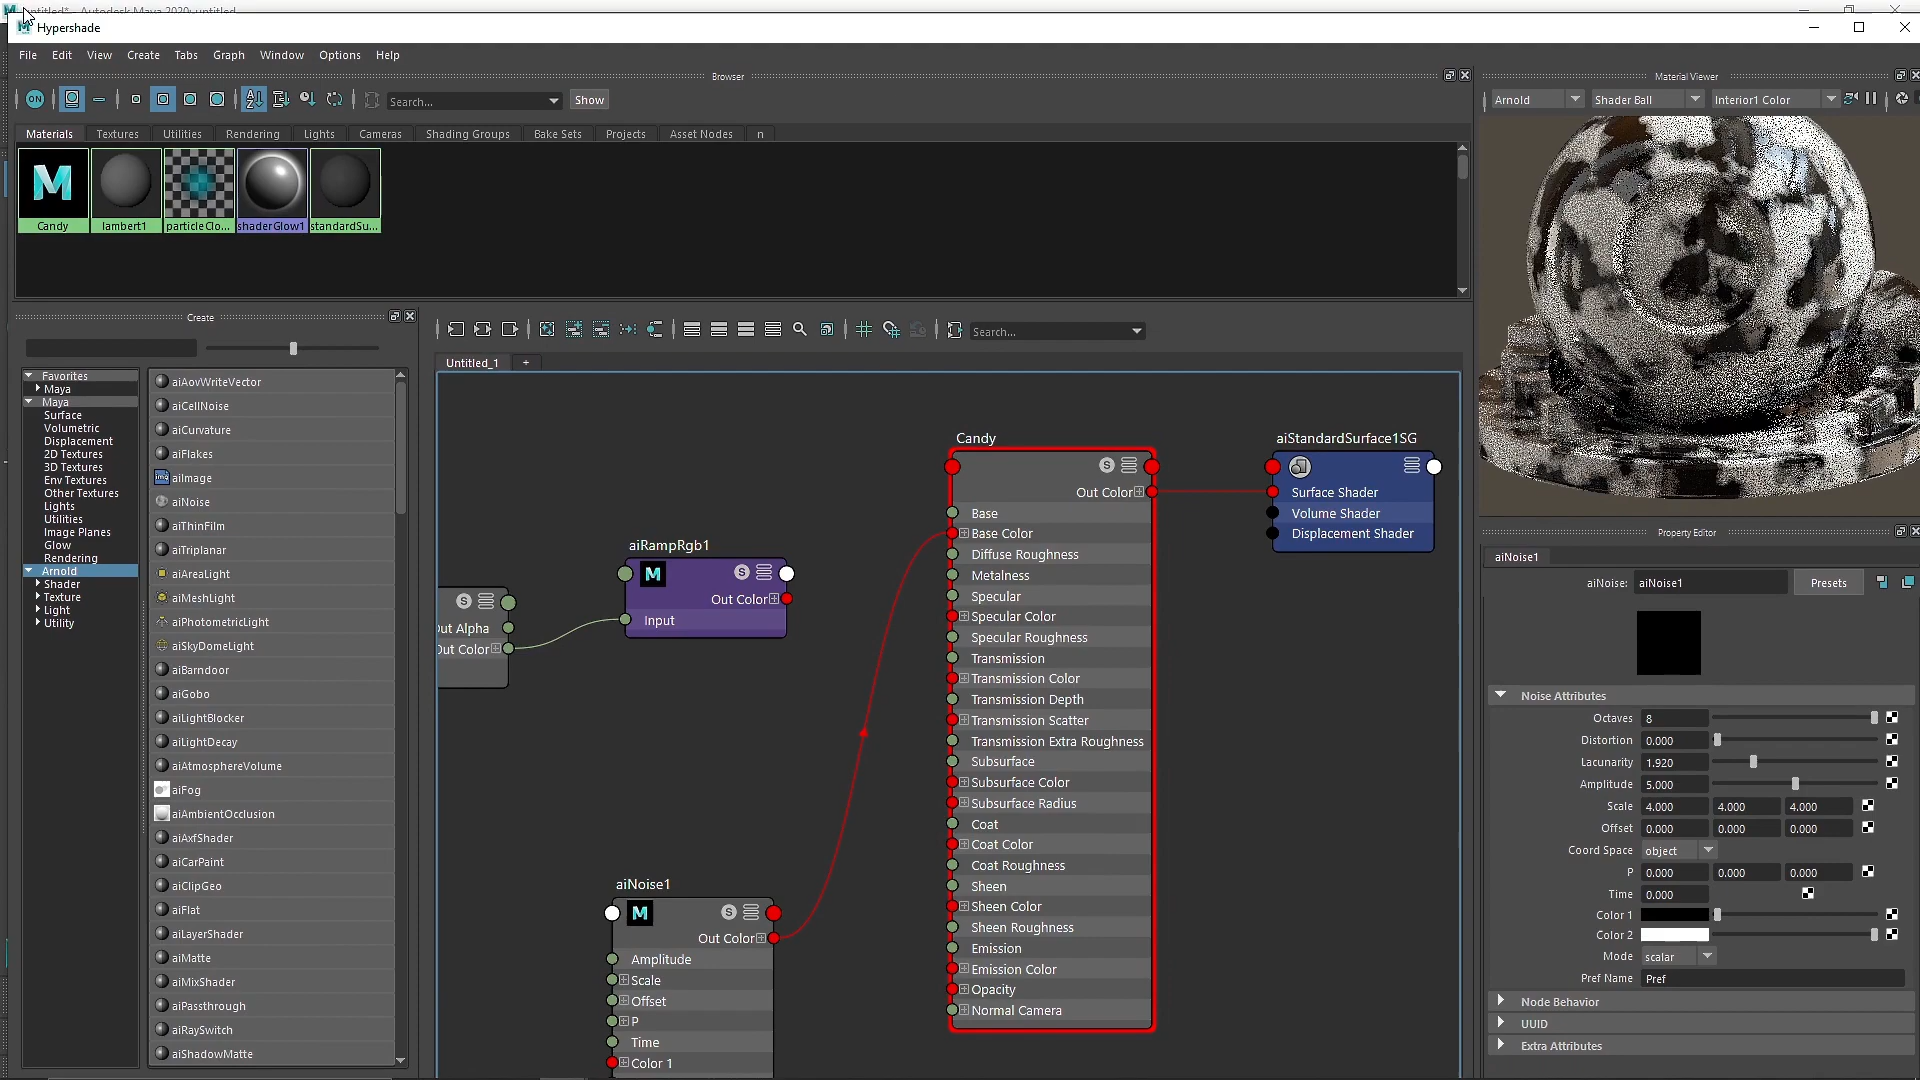 untitled* - Autodesk Maya 2020: untitled
Hypershade
File Edit View Create Tabs Graph Window Options Help
Browser
ON Search... Show
Materials Textures Utilities Rendering Lights Cameras Shading Groups Bake Sets Projects Asset Nodes n
Candy lambert1 particleClo... shaderGlow1 standardSu...
Material Viewer
Arnold Shader Ball Interior1 Color
Create
Search...
Untitled_1 +
Favorites
Maya
Maya
Surface
Volumetric
Displacement
2D Textures
3D Textures
Env Textures
Other Textures
Lights
Utilities
Image Planes
Glow
Rendering
Arnold
Shader
Texture
Light
Utility
aiAovWriteVector
aiCellNoise
aiCurvature
aiFlakes
aiImage
aiNoise
aiThinFilm
aiTriplanar
aiAreaLight
aiMeshLight
aiPhotometricLight
aiSkyDomeLight
aiBarndoor
aiGobo
aiLightBlocker
aiLightDecay
aiAtmosphereVolume
aiFog
aiAmbientOcclusion
aiAxfShader
aiCarPaint
aiClipGeo
aiFlat
aiLayerShader
aiMatte
aiMixShader
aiPassthrough
aiRaySwitch
aiShadowMatte
S
Out Alpha
Out Color
aiRampRgb1
M S
Out Color
Input
aiNoise1
M S
Out Color
Amplitude
Scale
Offset
P
Time
Color 1
Candy
S
Out Color
Base
Base Color
Diffuse Roughness
Metalness
Specular
Specular Color
Specular Roughness
Transmission
Transmission Color
Transmission Depth
Transmission Scatter
Transmission Extra Roughness
Subsurface
Subsurface Color
Subsurface Radius
Coat
Coat Color
Coat Roughness
Sheen
Sheen Color
Sheen Roughness
Emission
Emission Color
Opacity
Normal Camera
aiStandardSurface1SG
Surface Shader
Volume Shader
Displacement Shader
Property Editor
aiNoise1
aiNoise: aiNoise1 Presets
Noise Attributes
Octaves 8
Distortion 0.000
Lacunarity 1.920
Amplitude 5.000
Scale 4.000 4.000 4.000
Offset 0.000 0.000 0.000
Coord Space object
P 0.000 0.000 0.000
Time 0.000
Color 1
Color 2
Mode scalar
Pref Name Pref
Node Behavior
UUID
Extra Attributes